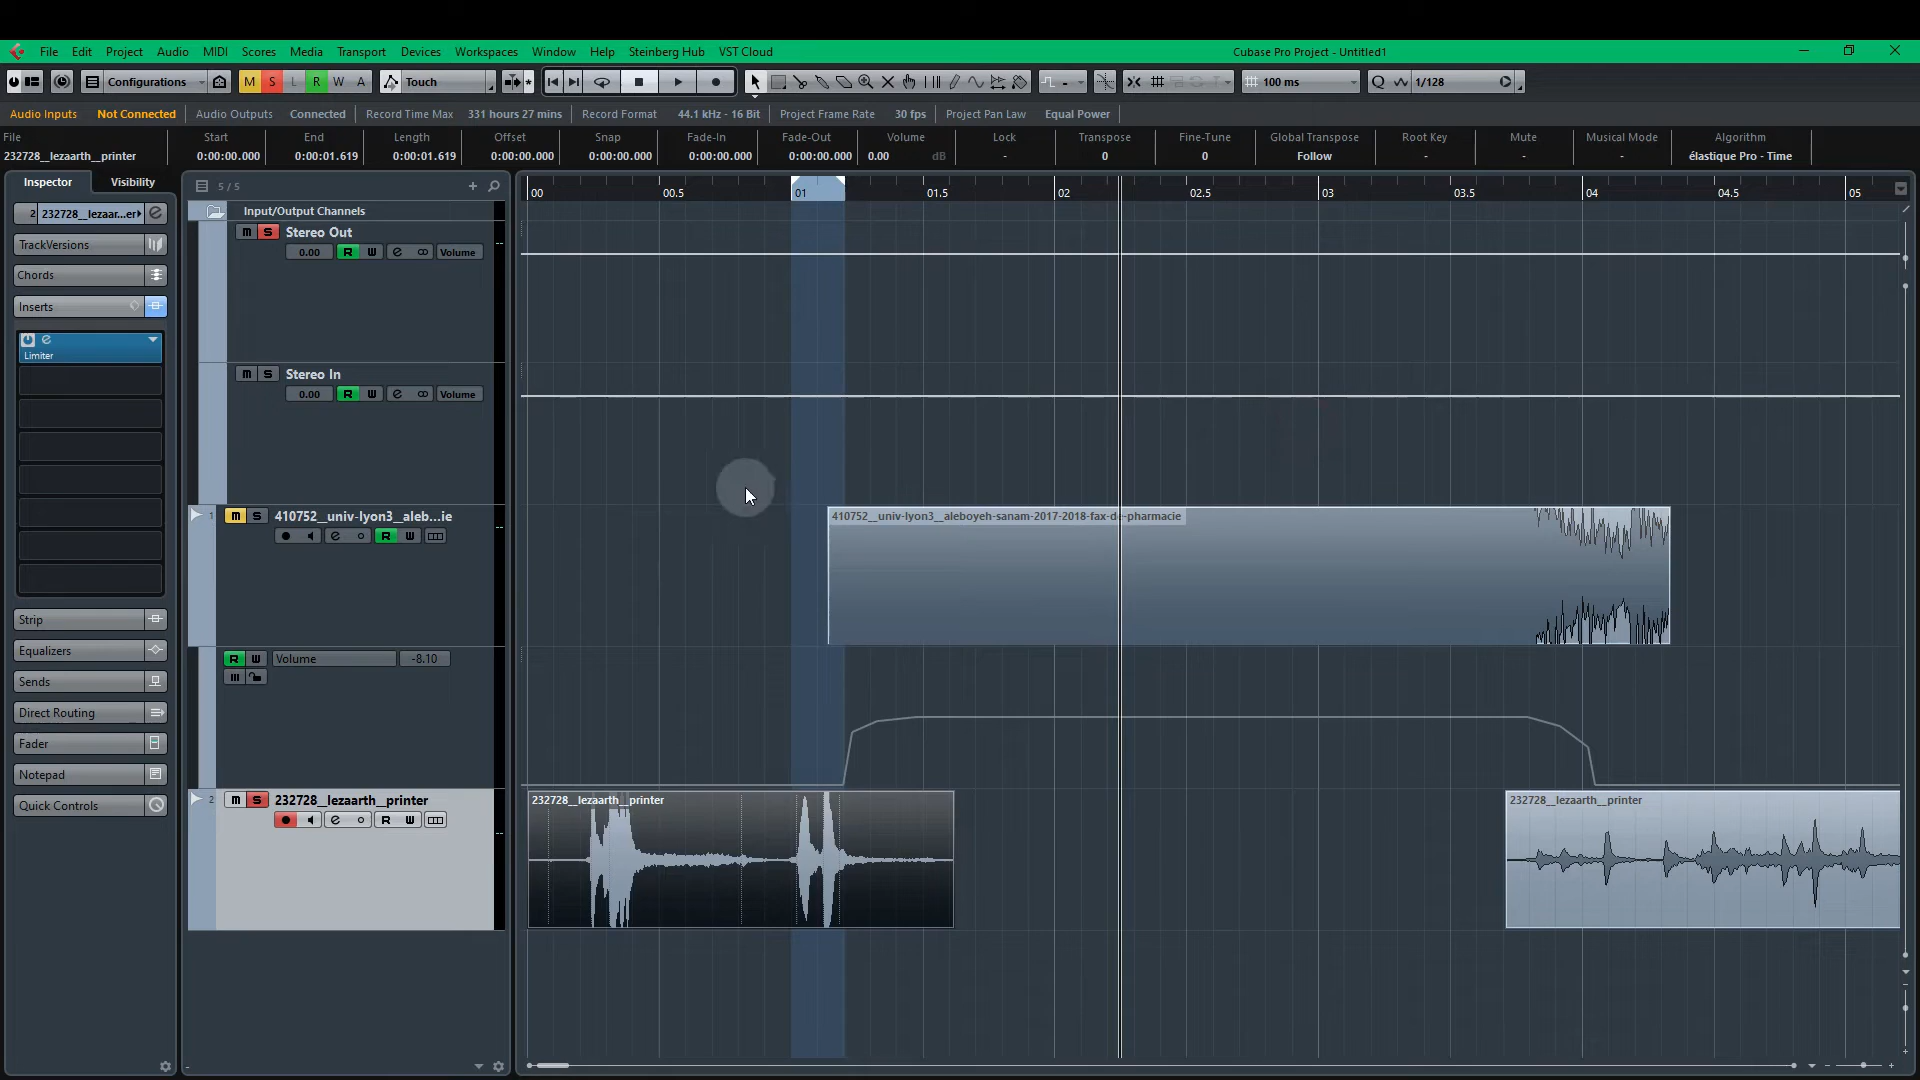 File Edit Project Audio MIDI Scores Media Transport Devices Workspaces Window Help Steinberg Hub VST Cloud Cubase Pro Project - Untitled1
Configurations M S L R W A Touch 100 ms Q 1/128
Audio Inputs Not Connected Audio Outputs Connected Record Time Max 331 hours 27 mins Record Format 44.1 kHz - 16 Bit Project Frame Rate 30 fps Project Pan Law Equal Power
File Start End Length Offset Snap Fade-In Fade-Out Volume Lock Transpose Fine-Tune Global Transpose Root Key Mute Musical Mode Algorithm
232728__lezaarth__printer 0:00:00.000 0:00:01.619 0:00:01.619 0:00:00.000 0:00:00.000 0:00:00.000 0:00:00.000 0.00 dB - 0 0 Follow - - - élastique Pro - Time
Inspector Visibility 5 / 5
00 00.5 01 01.5 02 02.5 03 03.5 04 04.5 05
2 232728__lezaar...er
TrackVersions
Chords
Inserts
Limiter
Strip
Equalizers
Sends
Direct Routing
Fader
Notepad
Quick Controls
Input/Output Channels
m S Stereo Out
0.00 R W e Volume
m S Stereo In
0.00 R W e Volume
1 m S 410752__univ-lyon3__aleb...ie
e R W
R W Volume -8.10
2 m S 232728__lezaarth__printer
e R W
410752__univ-lyon3__aleboyeh-sanam-2017-2018-fax-de-pharmacie
232728__lezaarth__printer
232728__lezaarth__printer